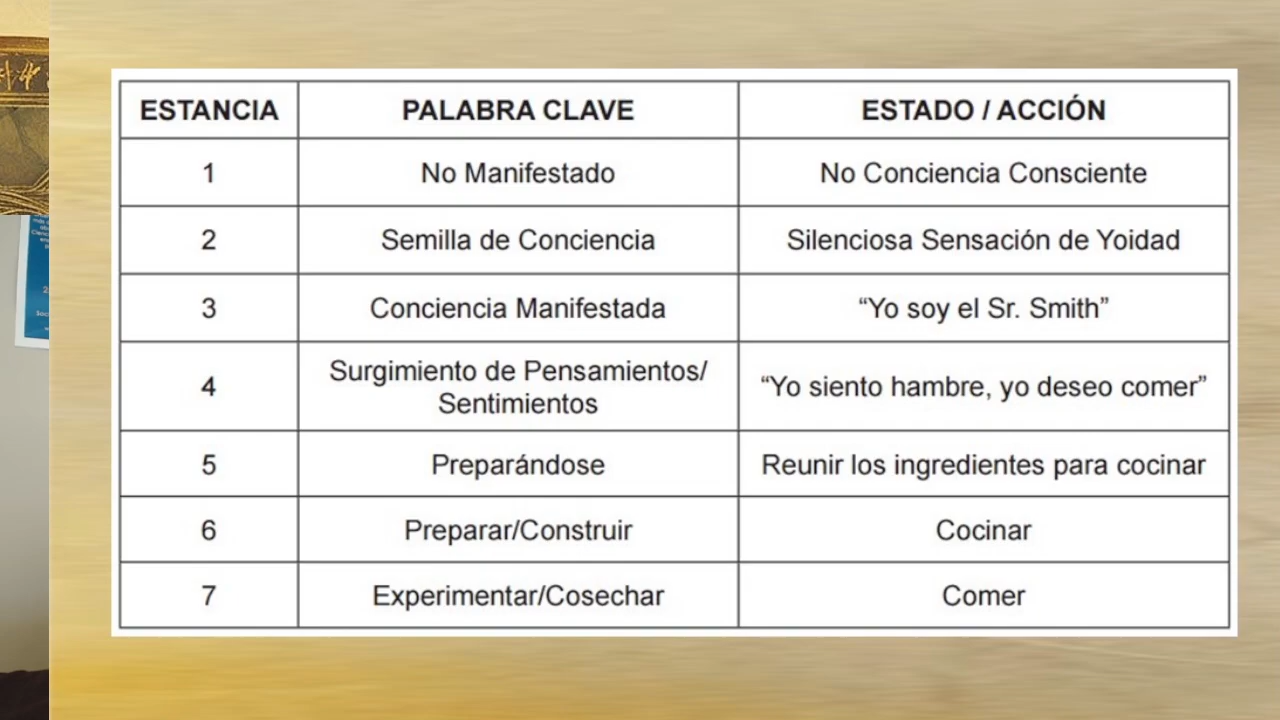 ESTANCIA PALABRA CLAVE ESTADO / ACCIÓN
1 No Manifestado No Conciencia Consciente
2 Semilla de Conciencia Silenciosa Sensación de Yoidad
3 Conciencia Manifestada “Yo soy el Sr. Smith”
4 Surgimiento de Pensamientos/
Sentimientos “Yo siento hambre, yo deseo comer”
5 Preparándose Reunir los ingredientes para cocinar
6 Preparar/Construir Cocinar
7 Experimentar/Cosechar Comer